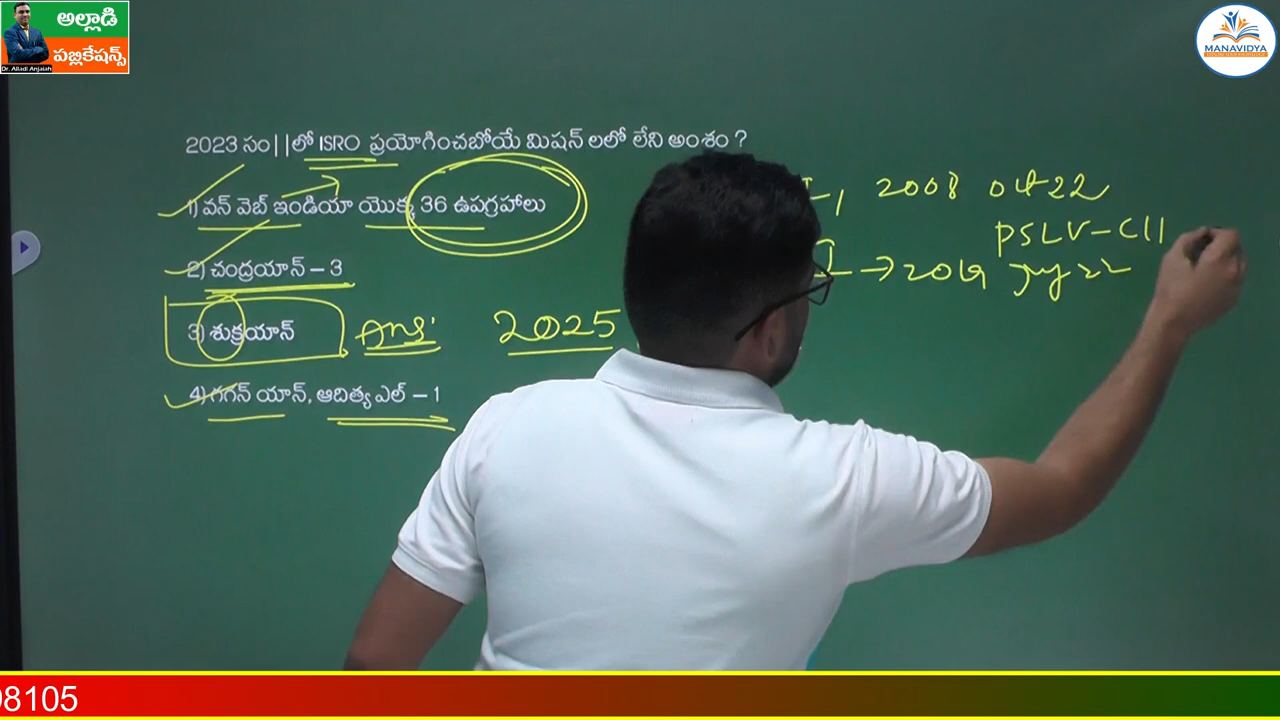 అల్లాడి
పబ్లికేషన్స్
Dr. Alladi Anjaiah
MANAVIDYA
2023 సం||లో ISRO ప్రయోగించబోయే మిషన్ లలో లేని అంశం ?
1) వన్ వెబ్ ఇండియా యొక్క 36 ఉపగ్రహాలు
2) చంద్రయాన్ – 3
3) శుక్రయాన్ Ans: 2025
4) గగన్ యాన్, ఆదిత్య ఎల్ – 1
2008 Oct 22
PSLV-C11
→ 2019 July 22
08105